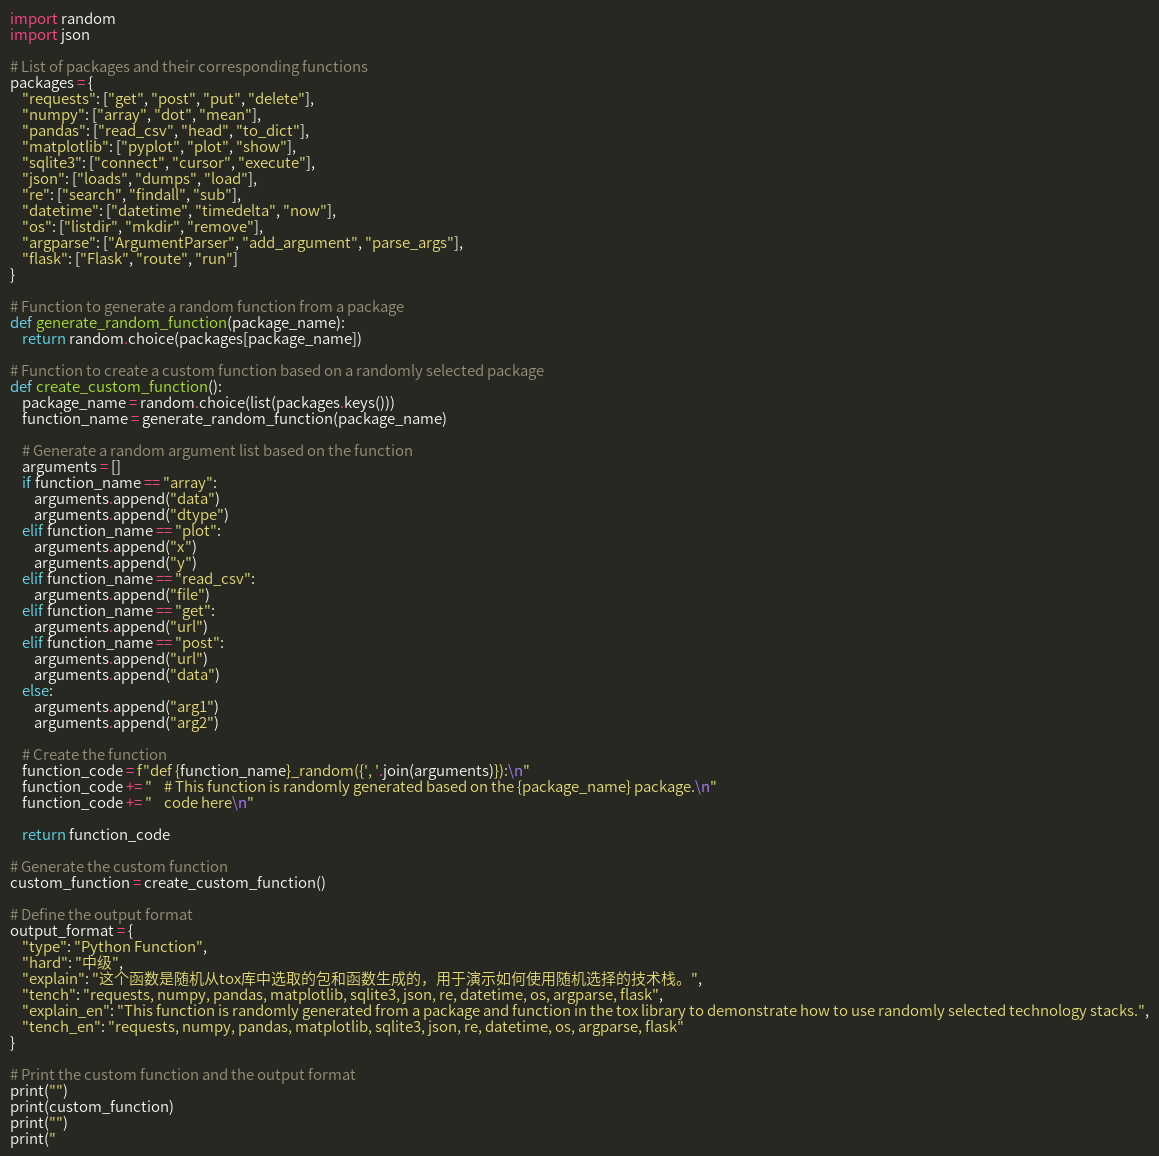 import random
import json

# List of packages and their corresponding functions
packages = {
    "requests": ["get", "post", "put", "delete"],
    "numpy": ["array", "dot", "mean"],
    "pandas": ["read_csv", "head", "to_dict"],
    "matplotlib": ["pyplot", "plot", "show"],
    "sqlite3": ["connect", "cursor", "execute"],
    "json": ["loads", "dumps", "load"],
    "re": ["search", "findall", "sub"],
    "datetime": ["datetime", "timedelta", "now"],
    "os": ["listdir", "mkdir", "remove"],
    "argparse": ["ArgumentParser", "add_argument", "parse_args"],
    "flask": ["Flask", "route", "run"]
}

# Function to generate a random function from a package
def generate_random_function(package_name):
    return random.choice(packages[package_name])

# Function to create a custom function based on a randomly selected package
def create_custom_function():
    package_name = random.choice(list(packages.keys()))
    function_name = generate_random_function(package_name)

    # Generate a random argument list based on the function
    arguments = []
    if function_name == "array":
        arguments.append("data")
        arguments.append("dtype")
    elif function_name == "plot":
        arguments.append("x")
        arguments.append("y")
    elif function_name == "read_csv":
        arguments.append("file")
    elif function_name == "get":
        arguments.append("url")
    elif function_name == "post":
        arguments.append("url")
        arguments.append("data")
    else:
        arguments.append("arg1")
        arguments.append("arg2")

    # Create the function
    function_code = f"def {function_name}_random({', '.join(arguments)}):\n"
    function_code += "    # This function is randomly generated based on the {package_name} package.\n"
    function_code += "    code here\n"

    return function_code

# Generate the custom function
custom_function = create_custom_function()

# Define the output format
output_format = {
    "type": "Python Function",
    "hard": "中级",
    "explain": "这个函数是随机从tox库中选取的包和函数生成的，用于演示如何使用随机选择的技术栈。",
    "tench": "requests, numpy, pandas, matplotlib, sqlite3, json, re, datetime, os, argparse, flask",
    "explain_en": "This function is randomly generated from a package and function in the tox library to demonstrate how to use randomly selected technology stacks.",
    "tench_en": "requests, numpy, pandas, matplotlib, sqlite3, json, re, datetime, os, argparse, flask"
}

# Print the custom function and the output format
print("")
print(custom_function)
print("")
print("